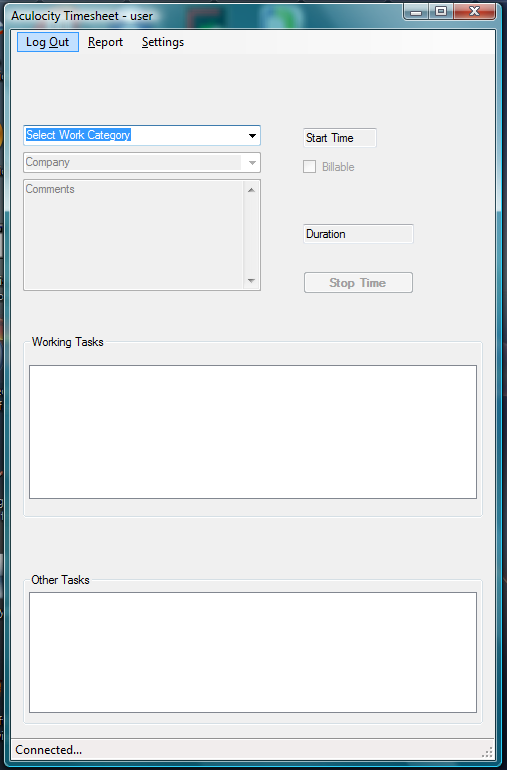 Aculocity Timesheet - user
Log Out Report Settings
Select Work Category
Start Time
Company
Billable
Comments
Duration
Stop Time
Working Tasks
Other Tasks
Connected...